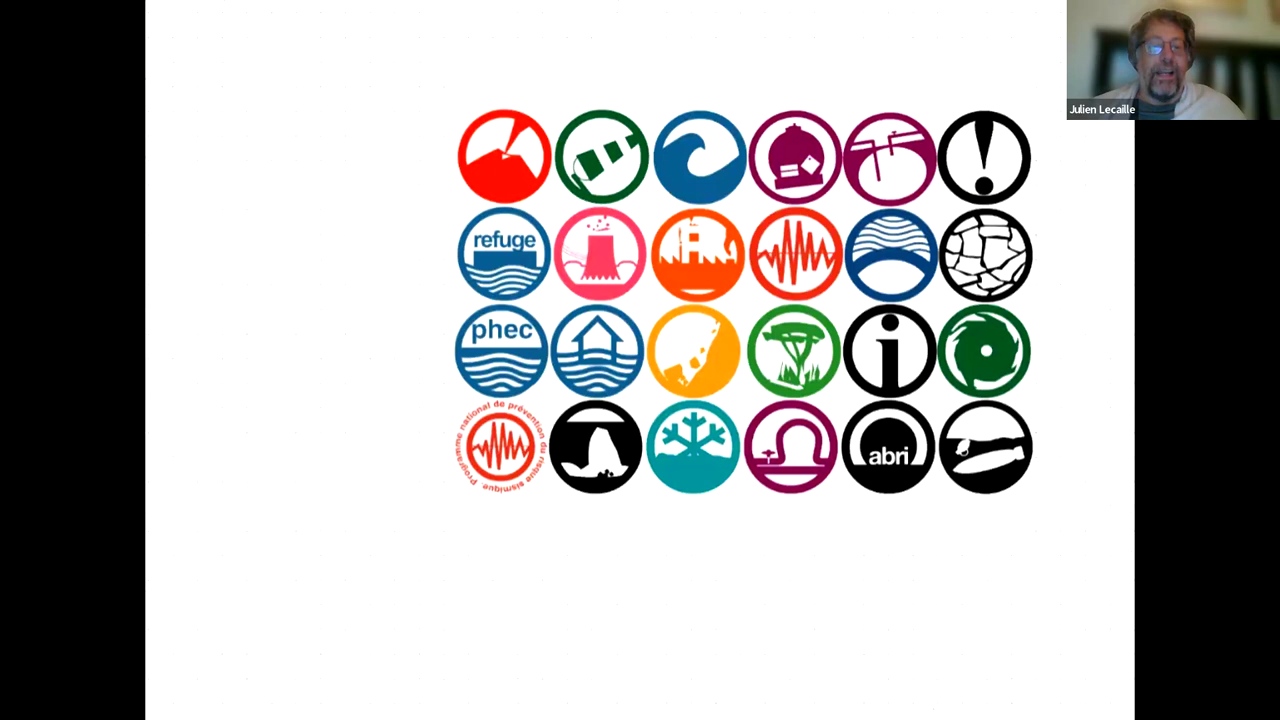 Julien Lecaille
refuge
phec
Programme national de prévention du risque sismique.
abri